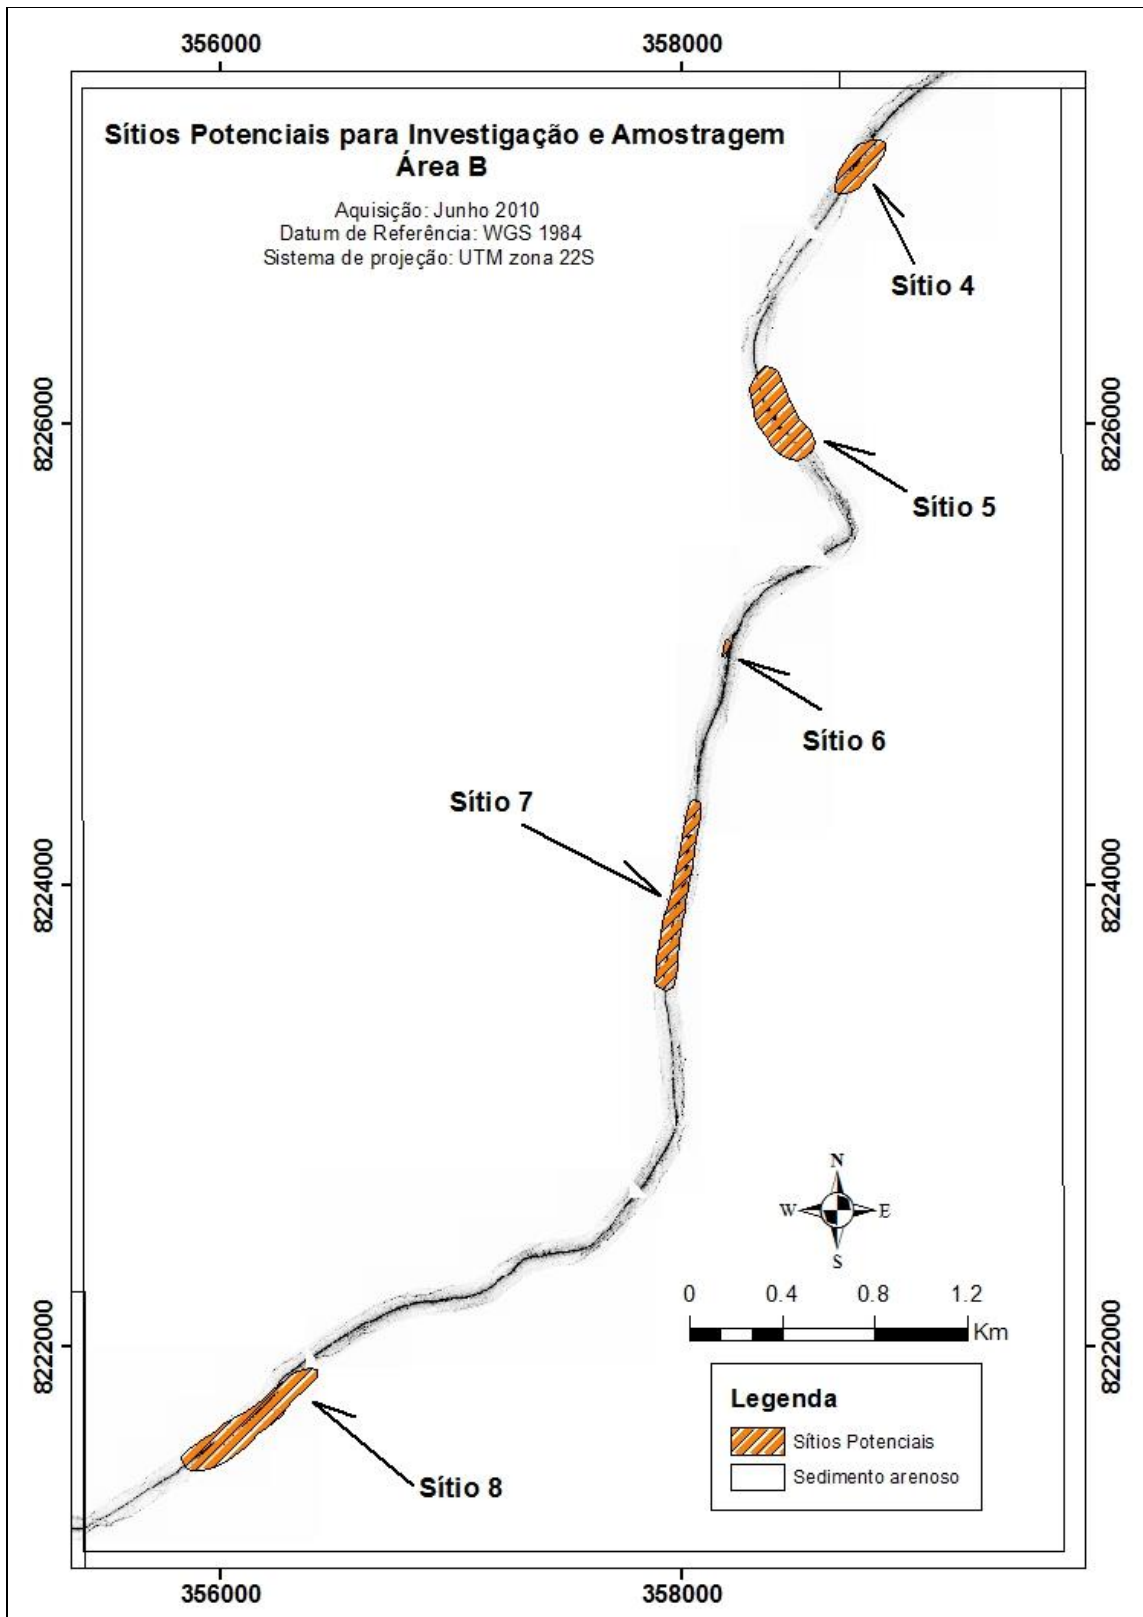 356000
358000
Sítios Potenciais para Investigação e Amostragem
Área B
Aquisição: Junho 2010
Datum de Referência: WGS 1984
Sistema de projeção: UTM zona 22S
Sítio 4
8226000
8226000
Sítio 5
Sítio 6
Sítio 7
8224000
8224000
N
W
E
S
0
0.4
0.8
1.2
Km
8222000
8222000
Legenda
Sítios Potenciais
Sedimento arenoso
Sítio 8
356000
358000